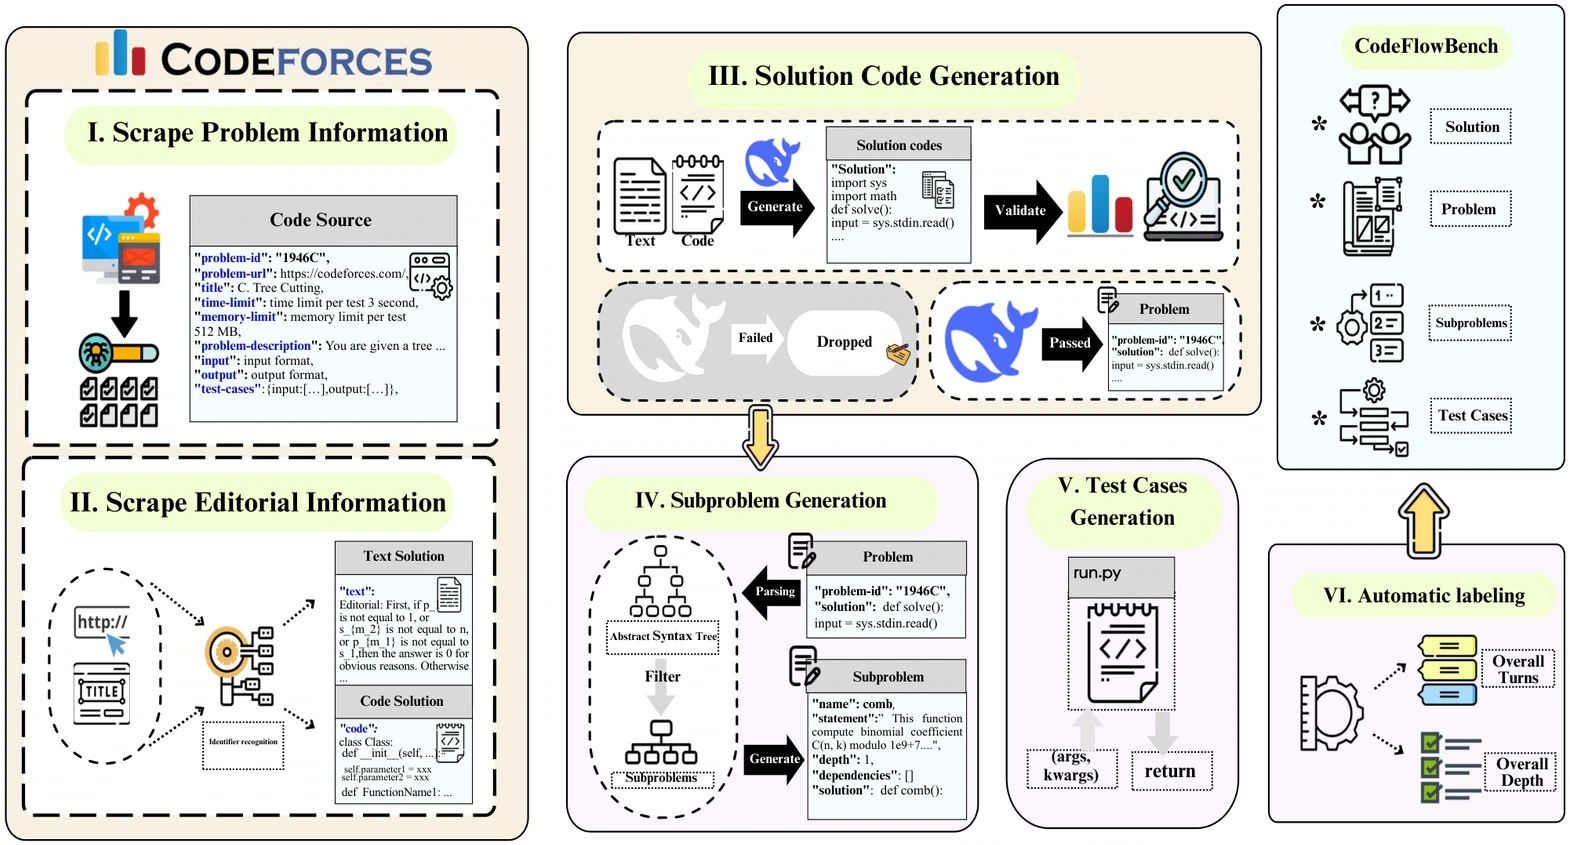 CODEFORCES
I. Scrape Problem Information
Code Source
"problem-id": "1946C",
"problem-url": https://codeforces.com/,
"title": C. Tree Cutting,
"time-limit": time limit per test 3 second,
"memory-limit": memory limit per test
512 MB,
"problem-description": You are given a tree ...
"input": input format,
"output": output format,
"test-cases":{input:[…],output:[…]},
II. Scrape Editorial Information
http://
TITLE
Identifier recognition
Text Solution
"text":
Editorial: First, if p_
is not equal to 1, or
s_{m_2} is not equal to n,
or p_{m_1} is not equal to
s_1,then the answer is 0 for
obvious reasons. Otherwise
...
Code Solution
"code":
class Class:
def __init__(self, ...):
self.parameter1 = xxx
self.parameter2 = xxx
def FunctionName1: ...
III. Solution Code Generation
Text
Code
Generate
Solution codes
"Solution":
import sys
import math
def solve():
input = sys.stdin.read()
....
Validate
Failed
Dropped
Passed
Problem
"problem-id": "1946C",
"solution": def solve():
input = sys.stdin.read()
....
IV. Subproblem Generation
Abstract Syntax Tree
Filter
Subproblems
Parsing
Problem
"problem-id": "1946C",
"solution": def solve():
input = sys.stdin.read()
Generate
Subproblem
"name": comb,
"statement":" This function
compute binomial coefficient
C(n, k) modulo 1e9+7....",
"depth": 1,
"dependencies": []
"solution": def comb():
V. Test Cases
Generation
run.py
(args,
kwargs)
return
CodeFlowBench
* ? Solution
* Problem
* 1 2 3 Subproblems
* Test Cases
VI. Automatic labeling
Overall
Turns
Overall
Depth